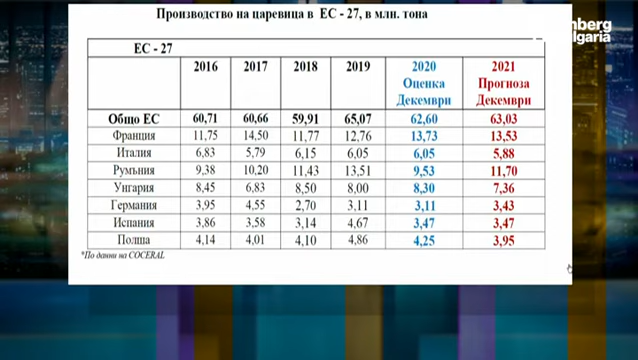 Производство на царевица в ЕС - 27, в млн. тона
ЕС - 27
2016 2017 2018 2019 2020 Оценка Декември 2021 Прогноза Декември
Общо ЕС 60,71 60,66 59,91 65,07 62,60 63,03
Франция 11,75 14,50 11,77 12,76 13,73 13,53
Италия 6,83 5,79 6,15 6,05 6,05 5,88
Румъния 9,38 10,20 11,43 13,51 9,53 11,70
Унгария 8,45 6,83 8,50 8,00 8,30 7,36
Германия 3,95 4,55 2,70 3,11 3,11 3,43
Испания 3,86 3,58 3,14 4,67 3,47 3,47
Полша 4,14 4,01 4,10 4,86 4,25 3,95
*По данни на COCERAL